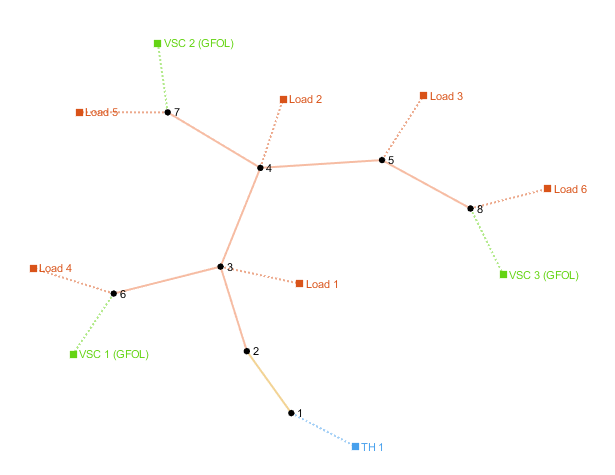 VSC 2 (GFOL)
Load 5
7
Load 2
Load 3
4
5
Load 6
8
Load 4
3
VSC 3 (GFOL)
Load 1
6
VSC 1 (GFOL)
2
1
TH 1